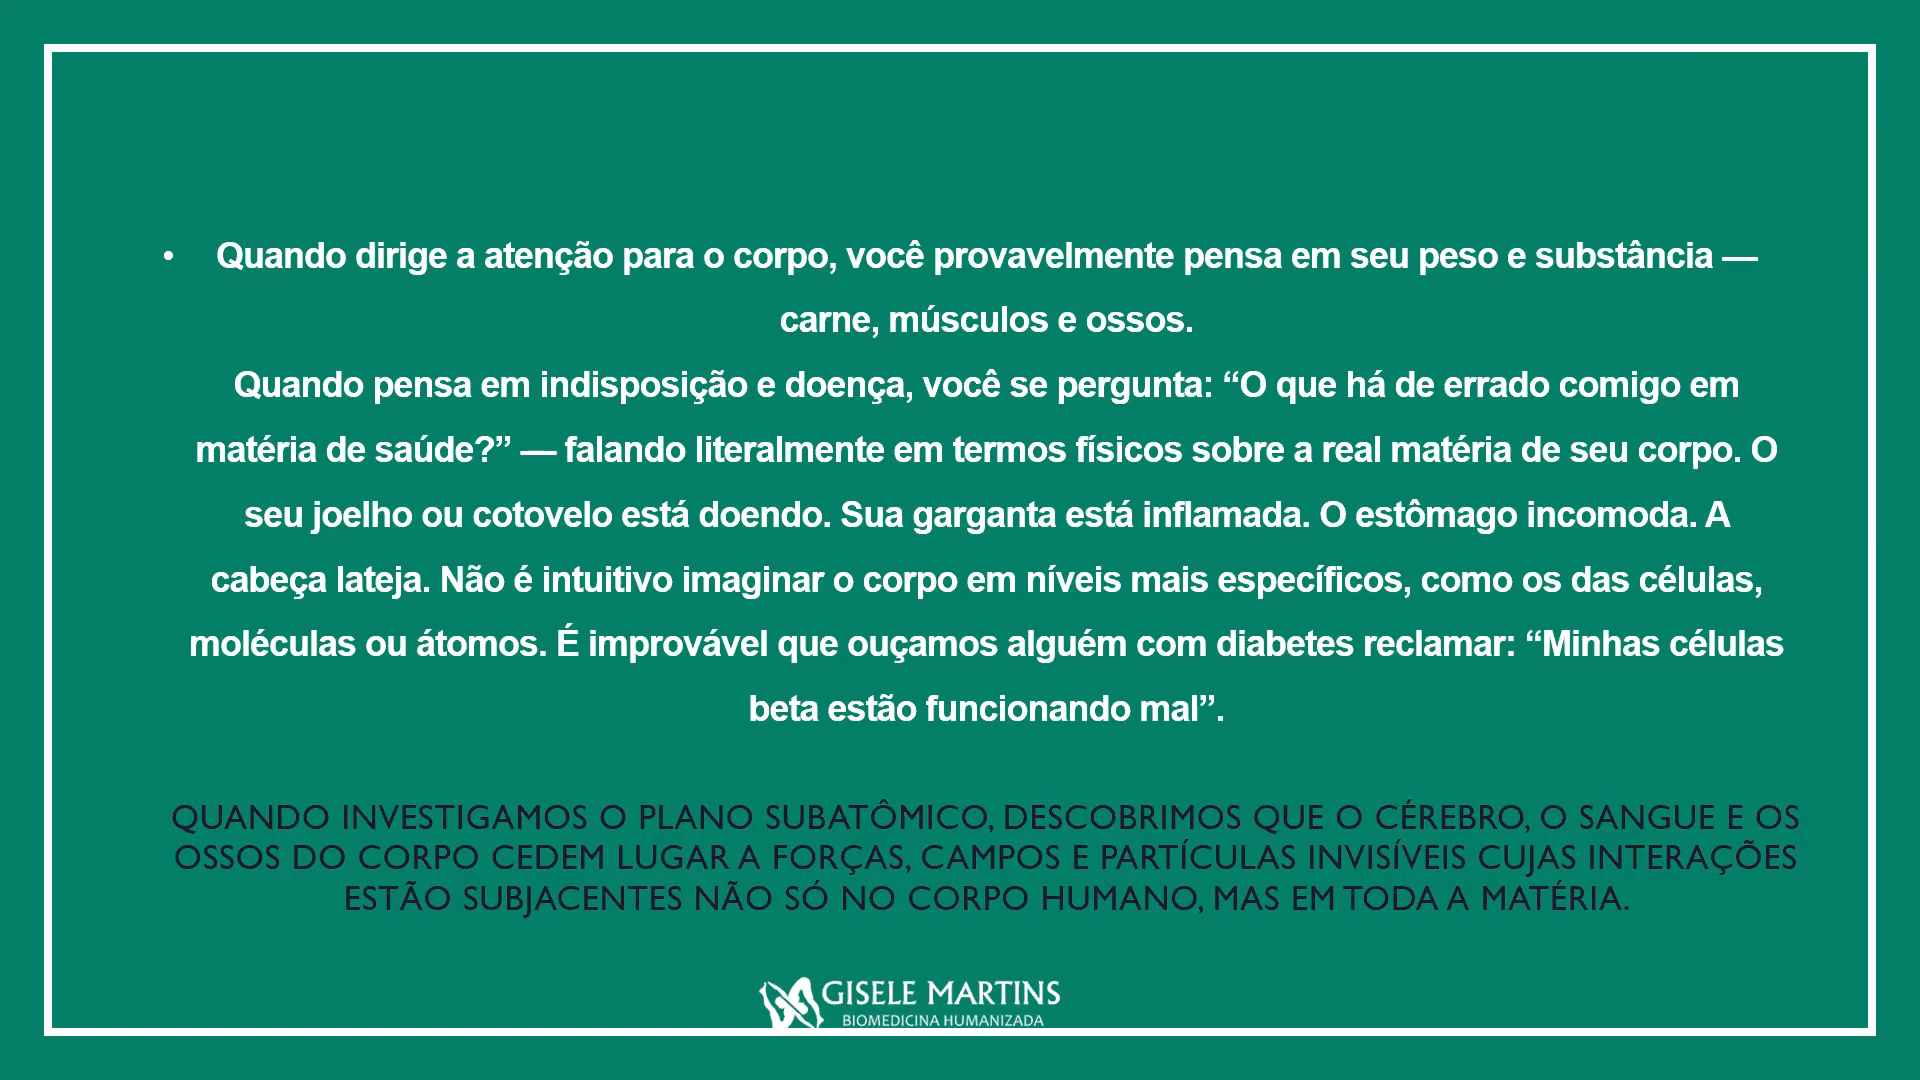 • Quando dirige a atenção para o corpo, você provavelmente pensa em seu peso e substância —
carne, músculos e ossos.
Quando pensa em indisposição e doença, você se pergunta: “O que há de errado comigo em
matéria de saúde?” — falando literalmente em termos físicos sobre a real matéria de seu corpo. O
seu joelho ou cotovelo está doendo. Sua garganta está inflamada. O estômago incomoda. A
cabeça lateja. Não é intuitivo imaginar o corpo em níveis mais específicos, como os das células,
moléculas ou átomos. É improvável que ouçamos alguém com diabetes reclamar: “Minhas células
beta estão funcionando mal”.
QUANDO INVESTIGAMOS O PLANO SUBATÔMICO, DESCOBRIMOS QUE O CÉREBRO, O SANGUE E OS
OSSOS DO CORPO CEDEM LUGAR A FORÇAS, CAMPOS E PARTÍCULAS INVISÍVEIS CUJAS INTERAÇÕES
ESTÃO SUBJACENTES NÃO SÓ NO CORPO HUMANO, MAS EM TODA A MATÉRIA.
GISELE MARTINS
BIOMEDICINA HUMANIZADA